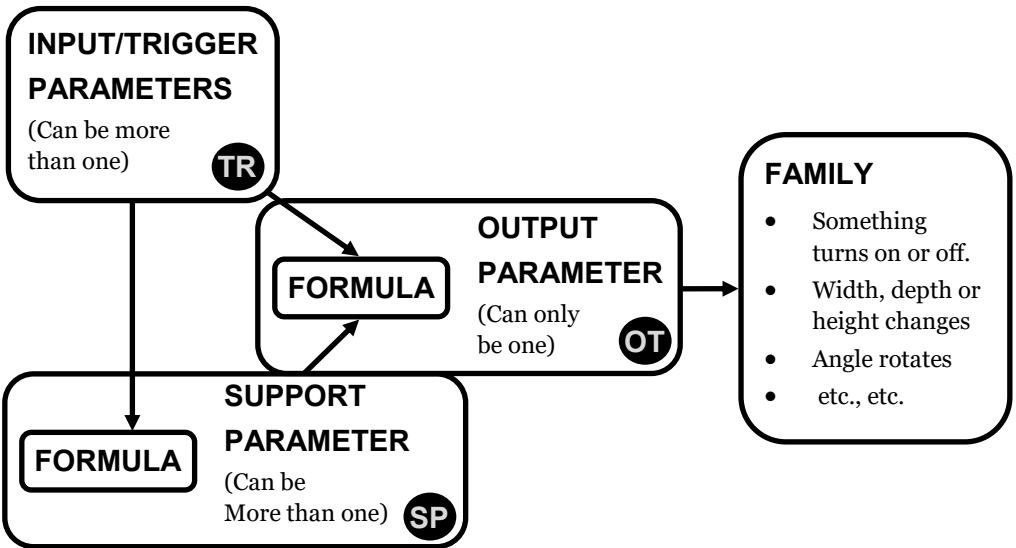 INPUT/TRIGGER
PARAMETERS
(Can be more
than one)
TR
OUTPUT
PARAMETER
(Can only
be one)
OT
FORMULA
SUPPORT
PARAMETER
(Can be
More than one)
SP
FORMULA
FAMILY
• Something
turns on or off.
• Width, depth or
height changes
• Angle rotates
• etc., etc.